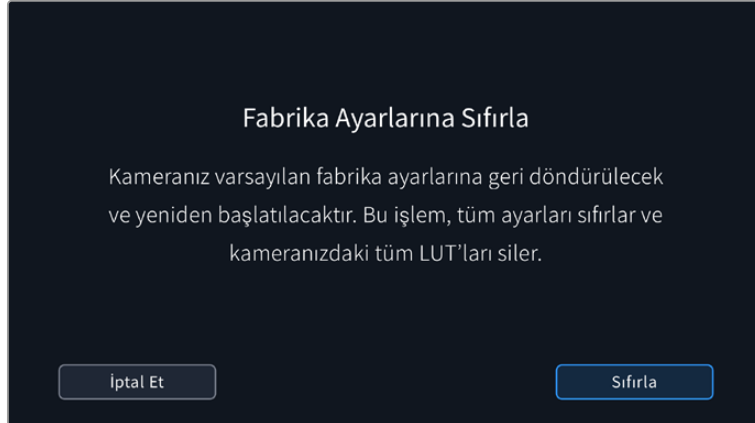 Fabrika Ayarlarına Sıfırla
Kameranız varsayılan fabrika ayarlarına geri döndürülecek
ve yeniden başlatılacaktır. Bu işlem, tüm ayarları sıfırlar ve
kameranızdaki tüm LUT’ları siler.
İptal Et
Sıfırla